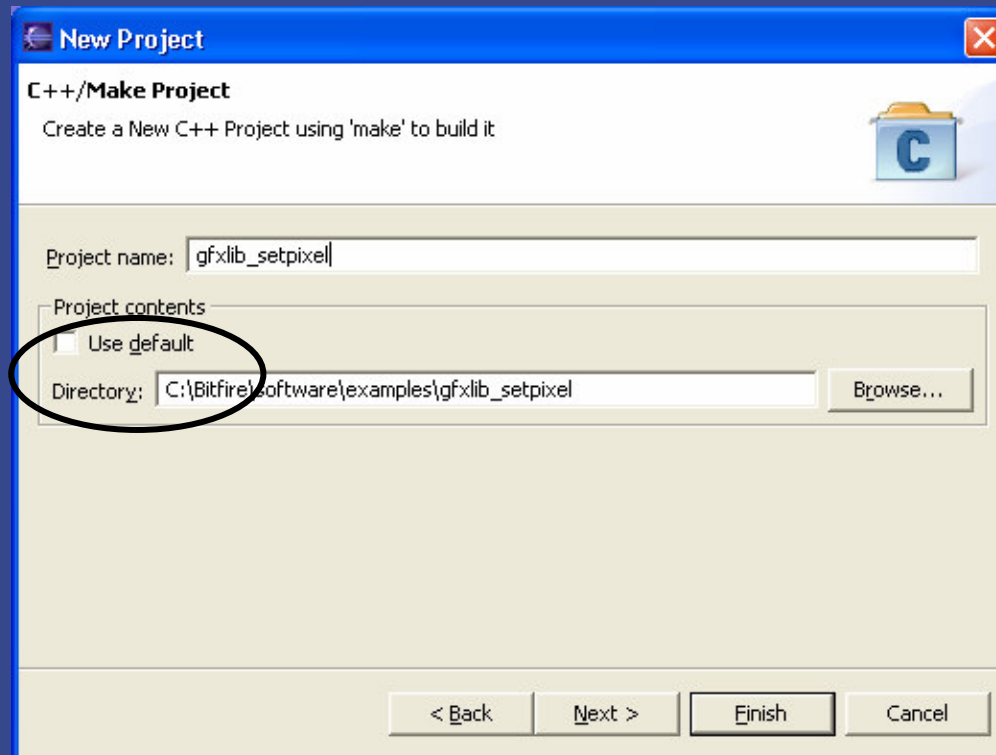 New Project
C++/Make Project
Create a New C++ Project using 'make' to build it
C
Project name: gfxlib_setpixel
Project contents
Use default
Directory: C:\Bitfire\software\examples\gfxlib_setpixel Browse...
< Back Next > Finish Cancel